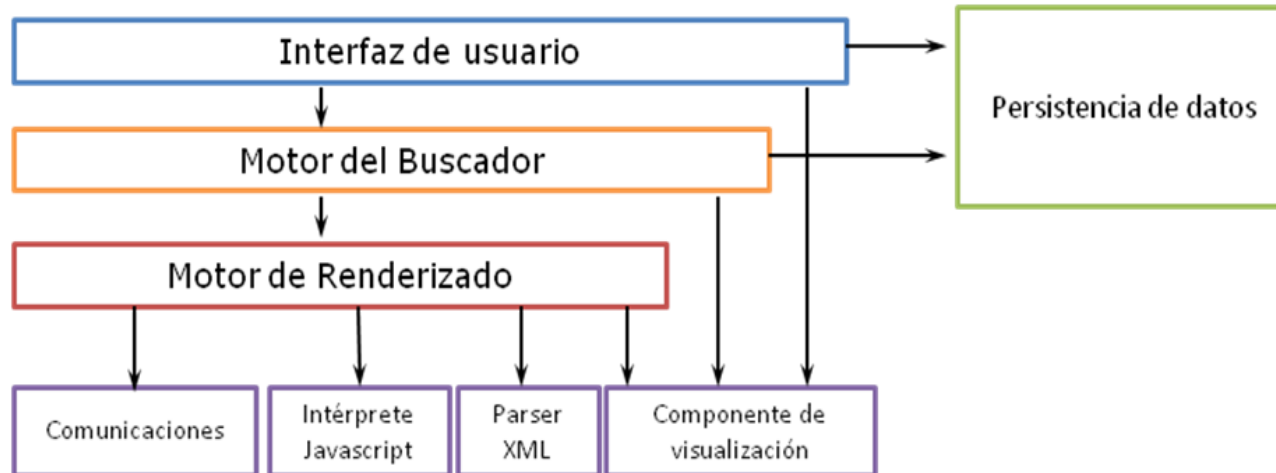 Interfaz de usuario
Persistencia de datos
Motor del Buscador
Motor de Renderizado
Comunicaciones
Intérprete
Javascript
Parser
XML
Componente de
visualización